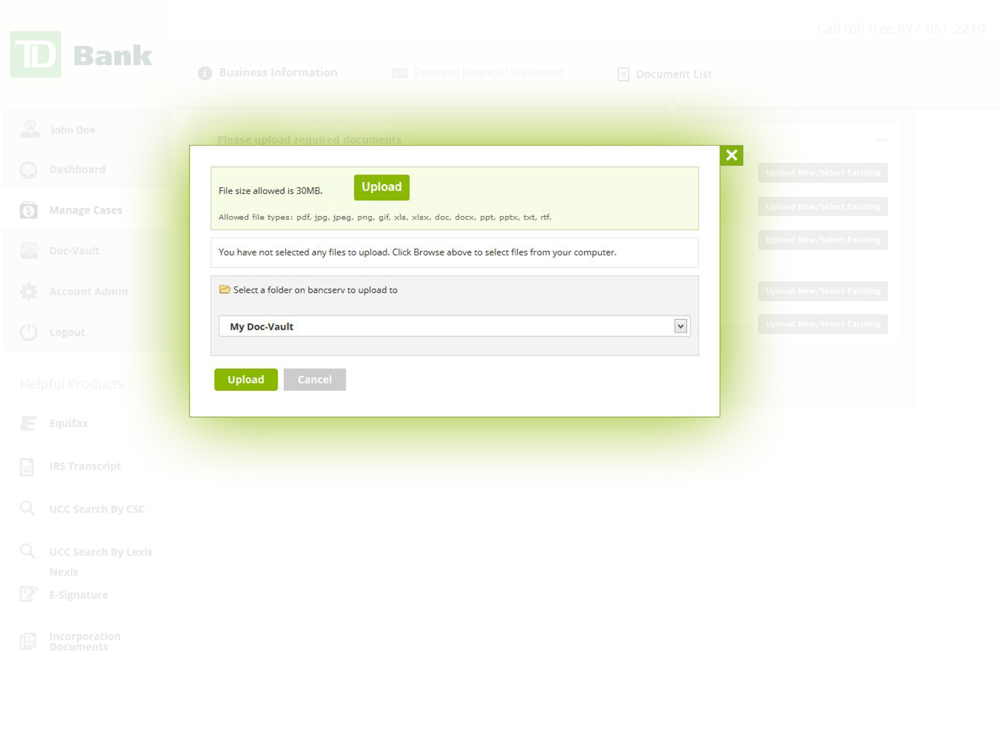 Call toll free 877-861-2210
TD Bank
Business Information
Personal Financial Statement
Document List
John Doe
Dashboard
Manage Cases
Doc-Vault
Account Admin
Logout
Helpful Products
Equifax
IRS Transcript
UCC Search By CSC
UCC Search By Lexis
Nexis
E-Signature
Incorporation
Documents
Please upload required documents
File size allowed is 30MB.
Upload
Allowed file types: pdf, jpg, jpeg, png, gif, xls, xlsx, doc, docx, ppt, pptx, txt, rtf.
You have not selected any files to upload. Click Browse above to select files from your computer.
Select a folder on bancserv to upload to
My Doc-Vault
Upload
Cancel
Upload New/Select Existing
Upload New/Select Existing
Upload New/Select Existing
Upload New/Select Existing
Upload New/Select Existing